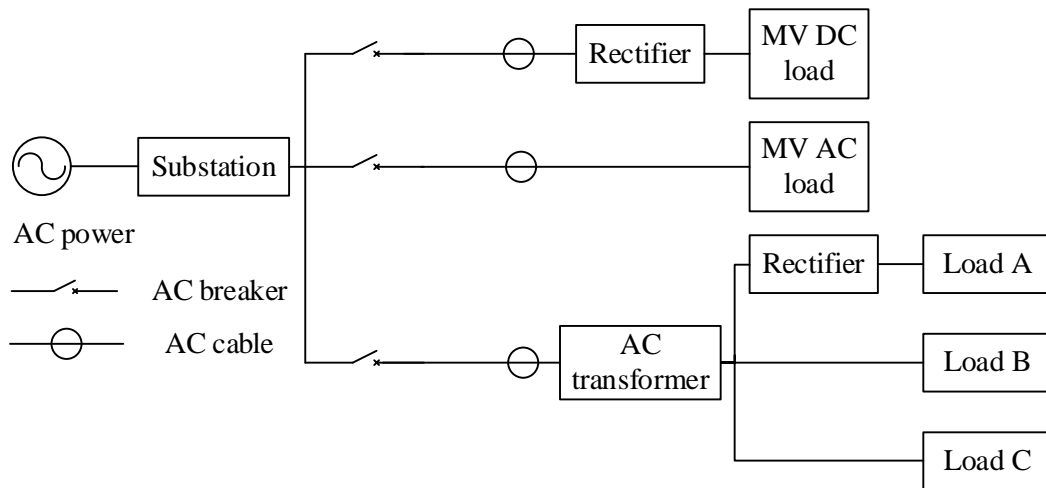 Rectifier
MV DC
load
Substation
MV AC
load
AC power
AC breaker
AC cable
Rectifier
Load A
AC
transformer
Load B
Load C